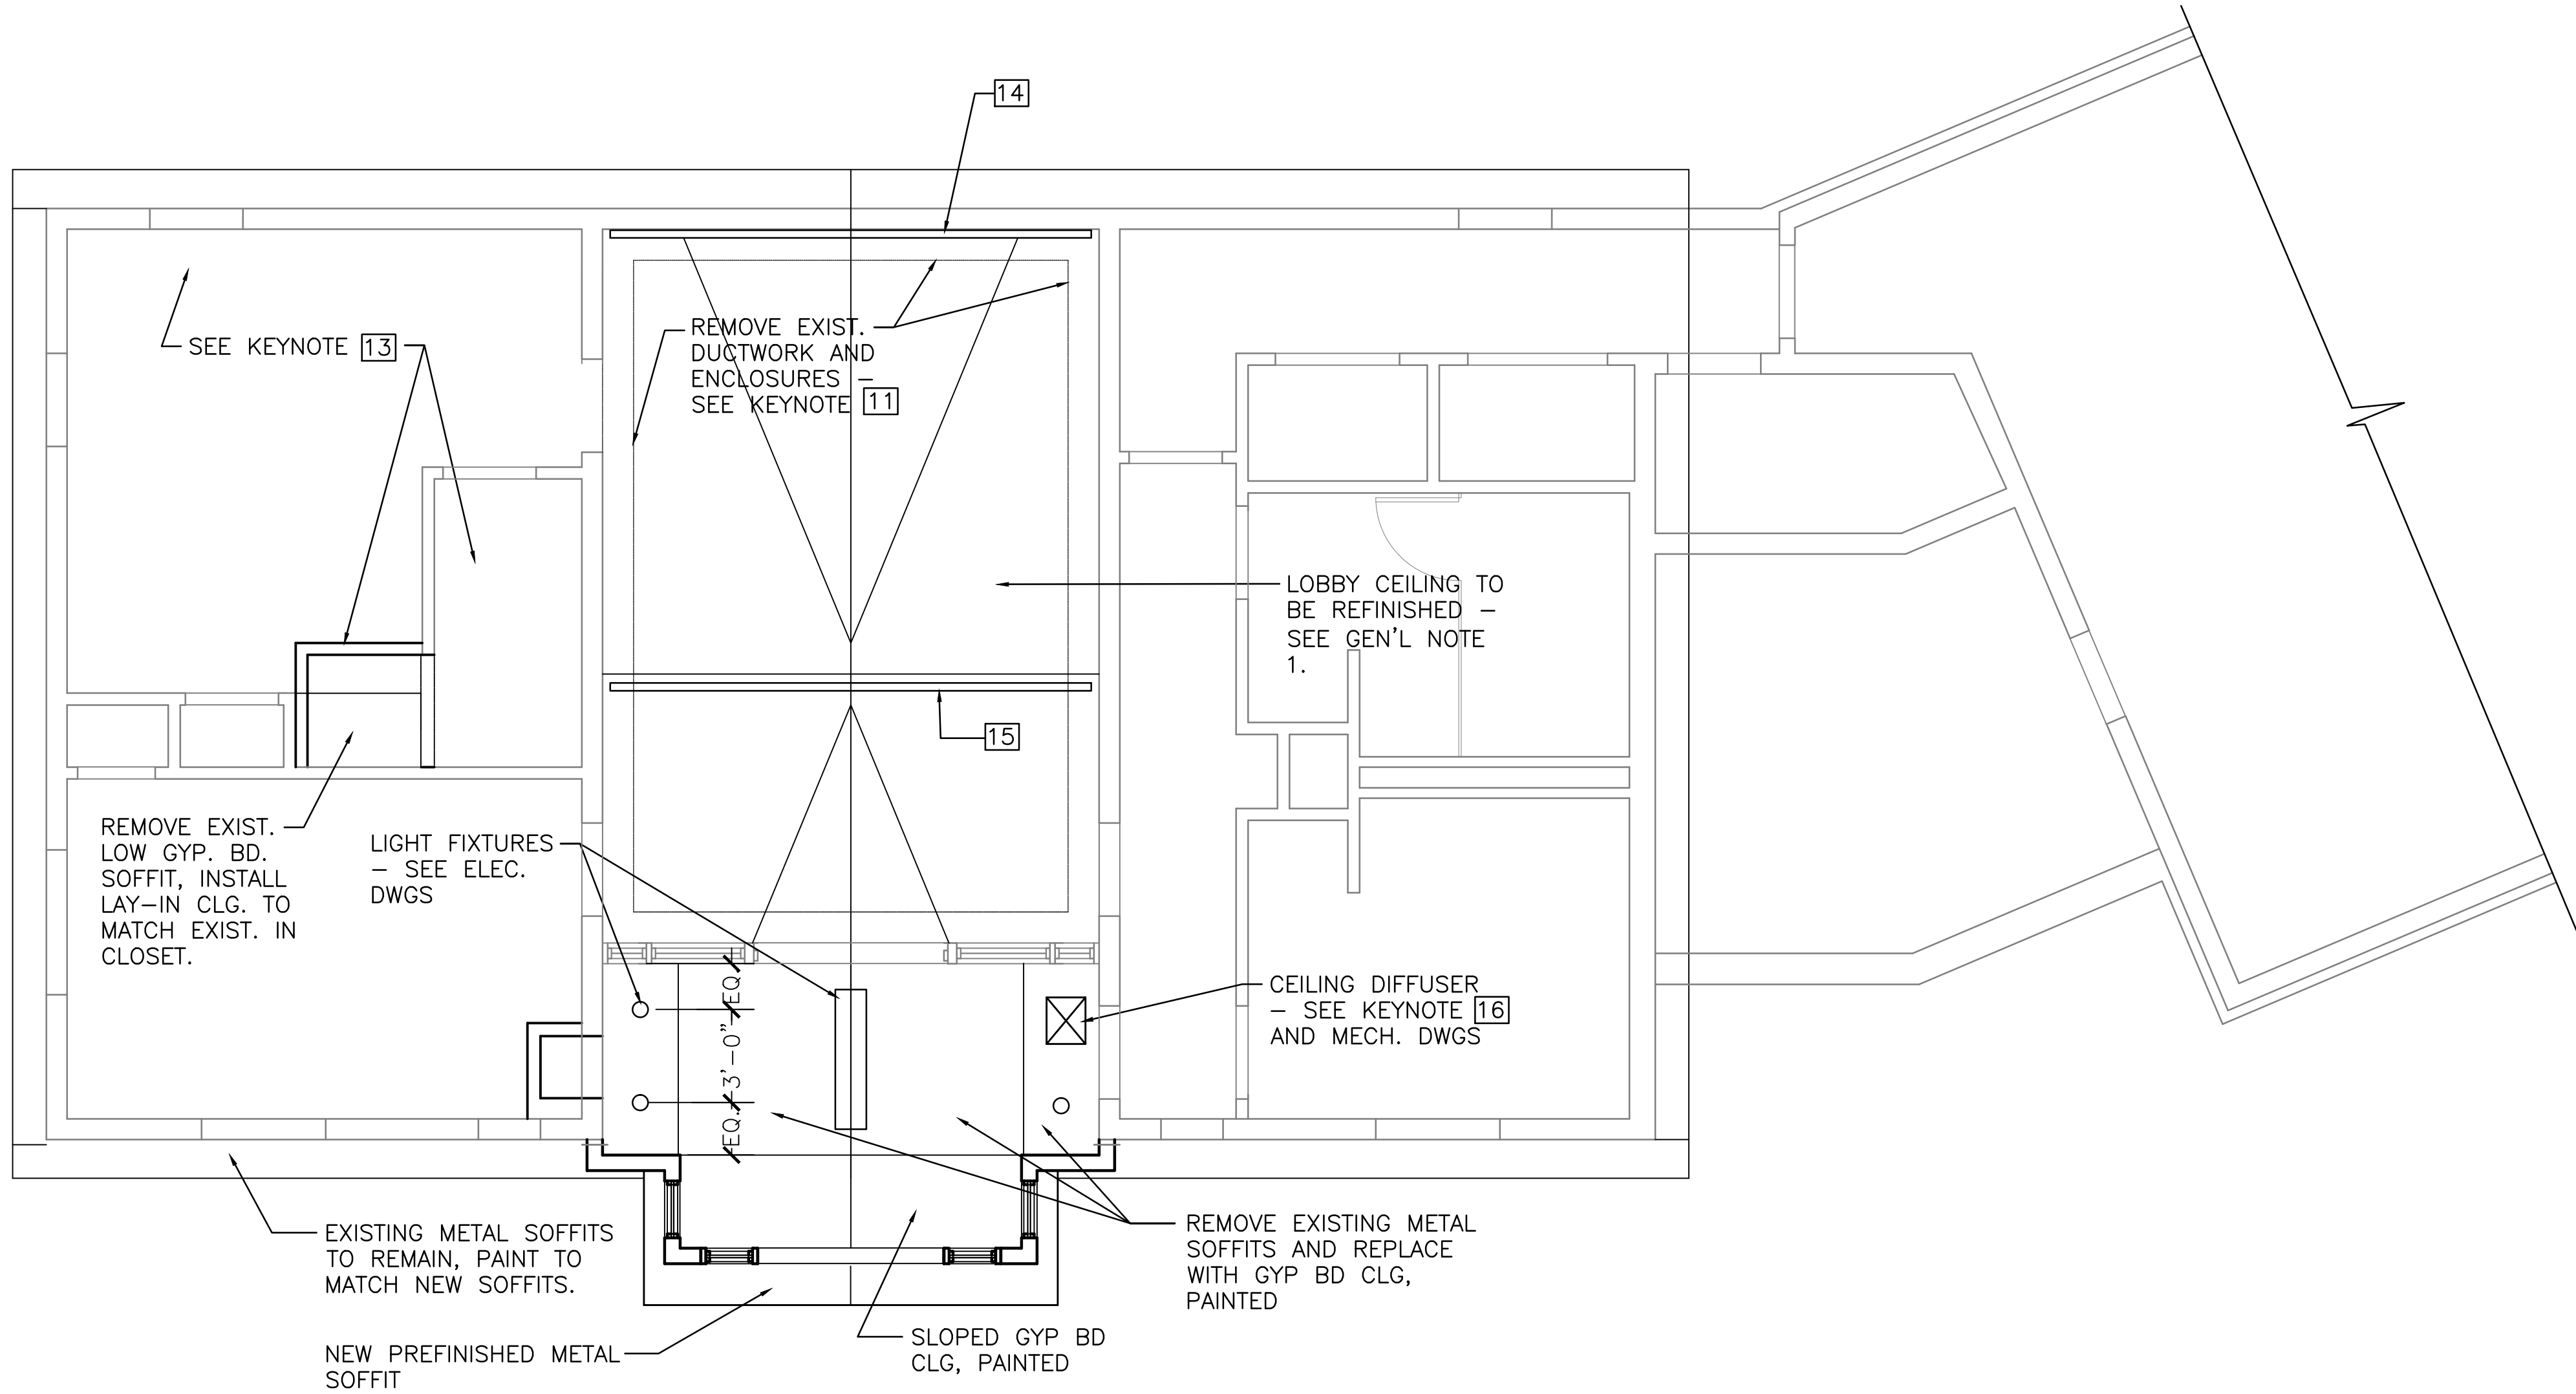 14
SEE KEYNOTE 13
REMOVE EXIST.
DUCTWORK AND
ENCLOSURES –
SEE KEYNOTE 11
LOBBY CEILING TO
BE REFINISHED –
SEE GEN'L NOTE
1.
15
REMOVE EXIST.
LOW GYP. BD.
SOFFIT, INSTALL
LAY–IN CLG. TO
MATCH EXIST. IN
CLOSET.
LIGHT FIXTURES
– SEE ELEC.
DWGS
EQ.
3'–0"
EQ
CEILING DIFFUSER
– SEE KEYNOTE 16
AND MECH. DWGS
EXISTING METAL SOFFITS
TO REMAIN, PAINT TO
MATCH NEW SOFFITS.
REMOVE EXISTING METAL
SOFFITS AND REPLACE
WITH GYP BD CLG,
PAINTED
NEW PREFINISHED METAL
SOFFIT
SLOPED GYP BD
CLG, PAINTED